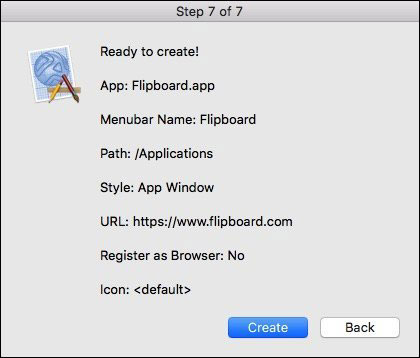 Step 7 of 7
Ready to create!
App: Flipboard.app
Menubar Name: Flipboard
Path: /Applications
Style: App Window
URL: https://www.flipboard.com
Register as Browser: No
Icon: <default>
Create
Back